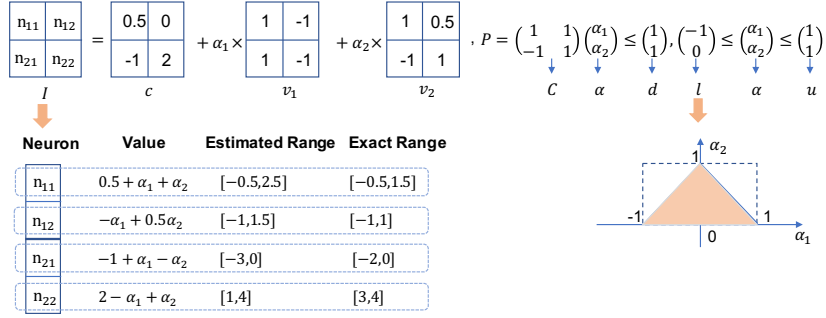 n₁₁ n₁₂ = 0.5 0 + α₁ × 1 -1 + α₂ × 1 0.5 , P = ( 1 1 ) ( α₁ ) ≤ ( 1 ) , ( −1 ) ≤ ( α₁ ) ≤ ( 1 )
n₂₁ n₂₂ -1 2 1 -1 -1 1 ( −1 1 ) ( α₂ ) ( 1 ) ( 0 ) ( α₂ ) ( 1 )
I c v₁ v₂ C α d l α u
Neuron Value Estimated Range Exact Range
n₁₁ 0.5 + α₁ + α₂ [−0.5,2.5] [−0.5,1.5]
n₁₂ −α₁ + 0.5α₂ [−1,1.5] [−1,1]
n₂₁ −1 + α₁ − α₂ [−3,0] [−2,0]
n₂₂ 2 − α₁ + α₂ [1,4] [3,4]
1 α₂
-1 1
0 α₁